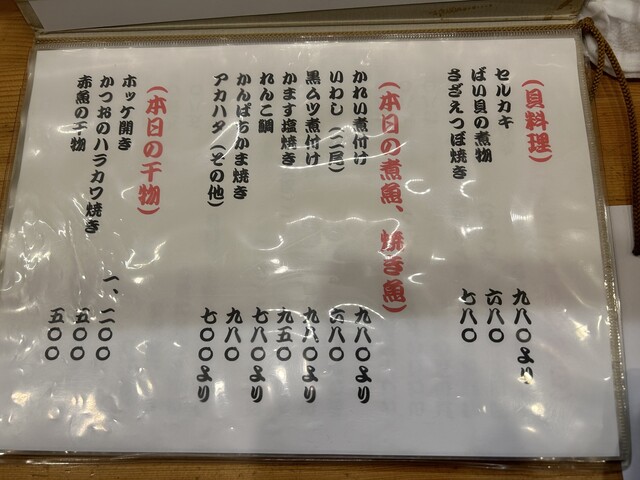 (貝料理)
セルカキ 九八〇より
ばい貝の煮物 六八〇
さざえつぼ焼き 七八〇
(本日の煮魚、焼き魚)
かれい煮付け 九八〇より
いわし(二尾) 六八〇
黒ムツ煮付け 九八〇より
かます塩焼き 九五〇
れんこ鯛 七八〇より
かんぱちかま焼き 九八〇
アカハタ(その他) 七〇〇より
(本日の干物)
ホッケ開き 一、二〇〇
かつおのハラカワ焼き 五〇〇
赤魚の干物 五〇〇